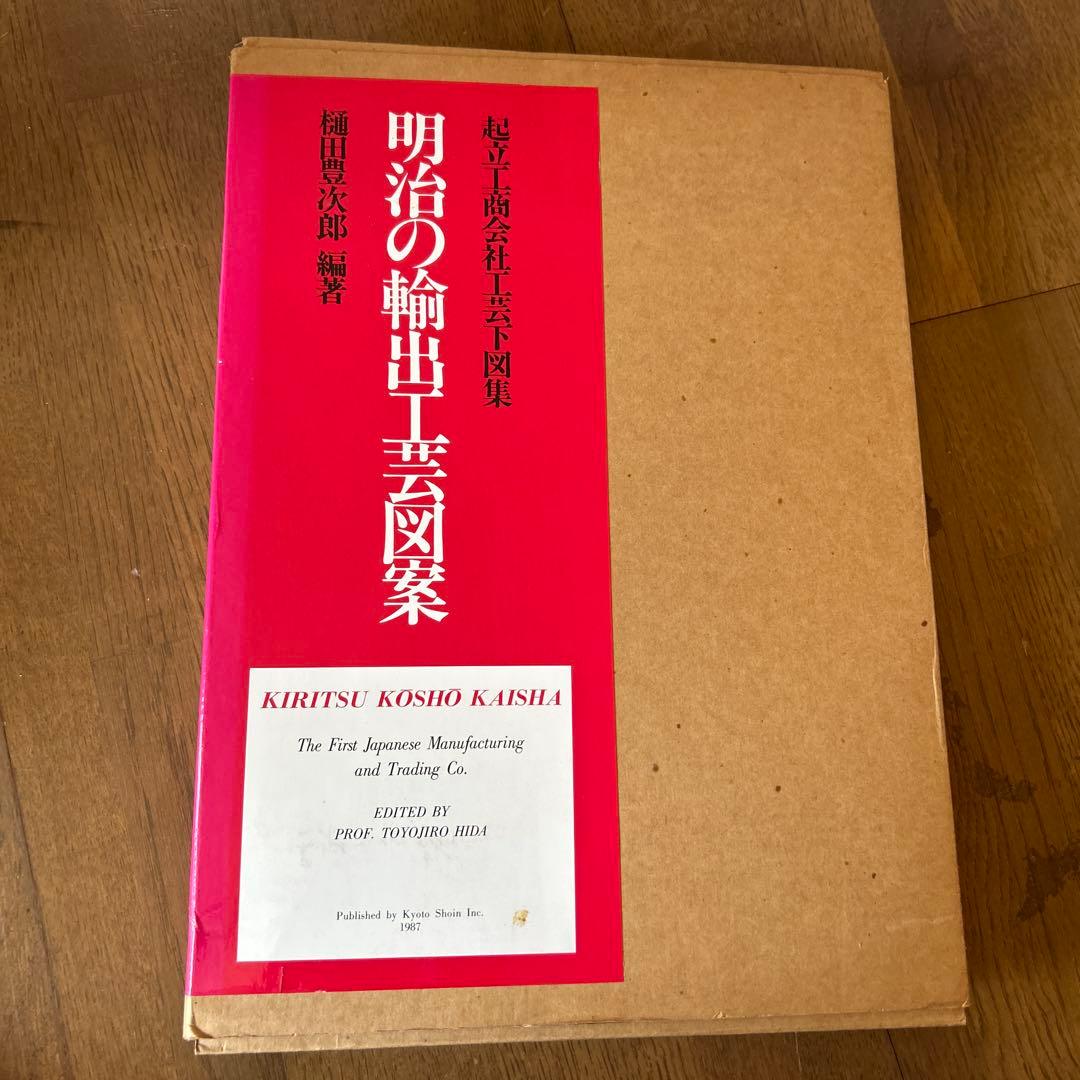 起立工商会社工芸下図集
明治の輸出工芸図案
樋田豊次郎 編著
KIRITSU KŌSHŌ KAISHA
The First Japanese Manufacturing
and Trading Co.
EDITED BY
PROF. TOYOJIRO HIDA
Published by Kyoto Shoin Inc.
1987